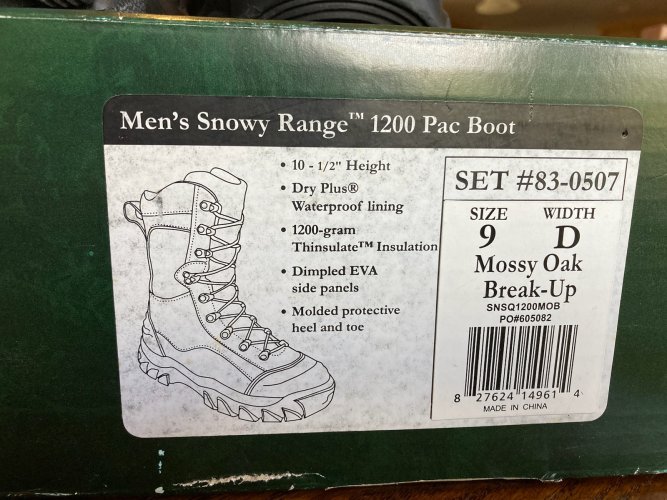 Men's Snowy Range™ 1200 Pac Boot
• 10 - 1/2" Height
• Dry Plus®
Waterproof lining
• 1200-gram
Thinsulate™ Insulation
• Dimpled EVA
side panels
• Molded protective
heel and toe
SET #83-0507
SIZE WIDTH
9 D
Mossy Oak
Break-Up
SNSQ1200MOB
PO#605082
8 27624 14961 4
MADE IN CHINA